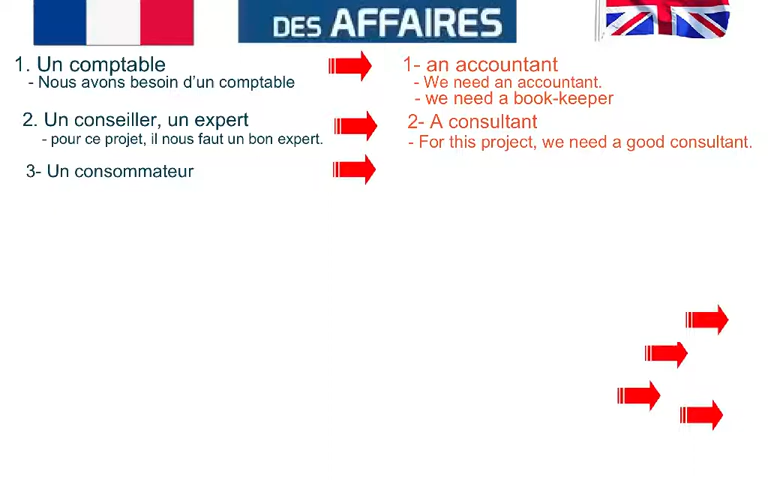 DES AFFAIRES
1. Un comptable
- Nous avons besoin d'un comptable
2. Un conseiller, un expert
- pour ce projet, il nous faut un bon expert.
3- Un consommateur
1- an accountant
- We need an accountant.
- we need a book-keeper
2- A consultant
- For this project, we need a good consultant.